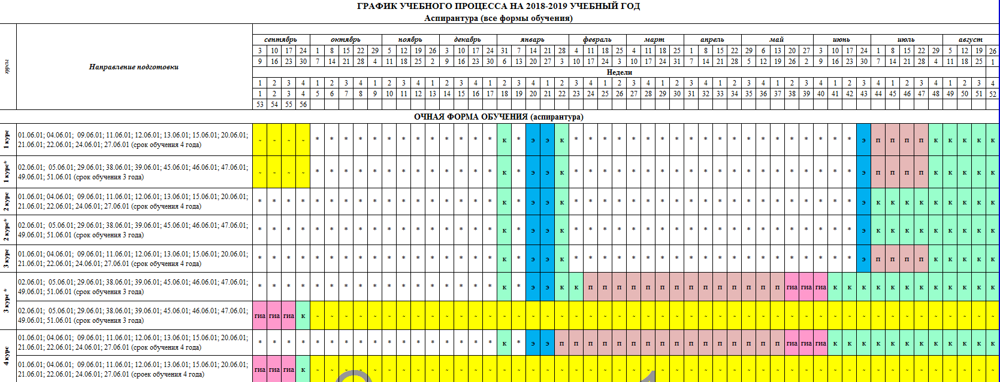 ГРАФИК УЧЕБНОГО ПРОЦЕССА НА 2018-2019 УЧЕБНЫЙ ГОД
Аспирантура (все формы обучения)
курсы
Направление подготовки
сентябрь октябрь ноябрь декабрь январь февраль март апрель май июнь июль август
3 10 17 24 1 8 15 22 29 5 12 19 26 3 10 17 24 31 7 14 21 28 4 11 18 25 4 11 18 25 1 8 15 22 29 6 13 20 27 3 10 17 24 1 8 15 22 29 5 12 19 26
9 16 23 30 7 14 21 28 4 11 18 25 2 9 16 23 30 6 13 20 27 3 10 17 24 3 10 17 24 31 7 14 21 28 5 12 19 26 2 9 16 23 30 7 14 21 28 4 11 18 25 1
Недели
1 2 3 4 1 2 3 4 1 2 3 4 1 2 3 4 1 2 3 4 1 2 3 4 1 2 3 4 1 2 3 4 1 2 3 4 1 2 3 4 1 2 3 4 1 2 3 4 1 2 3 4
1 2 3 4 5 6 7 8 9 10 11 12 13 14 15 16 17 18 19 20 21 22 23 24 25 26 27 28 29 30 31 32 33 34 35 36 37 38 39 40 41 42 43 44 45 46 47 48 49 50 51 52
53 54 55 56
ОЧНАЯ ФОРМА ОБУЧЕНИЯ (аспирантура)
1 курс
01.06.01; 04.06.01; 09.06.01; 11.06.01; 12.06.01; 13.06.01; 15.06.01; 20.06.01;
21.06.01; 22.06.01; 24.06.01; 27.06.01 (срок обучения 4 года)
~ ~ ~ ~ * * * * * * * * * * * * * к * э э к * * * * * * * * * * * * * * * * * * * * э п п п п к к к к к
1 курс*
02.06.01; 05.06.01; 29.06.01; 38.06.01; 39.06.01; 45.06.01; 46.06.01; 47.06.01;
49.06.01; 51.06.01 (срок обучения 3 года)
~ ~ ~ ~ * * * * * * * * * * * * * к * э э к * * * * * * * * * * * * * * * * * * * * э п п п п к к к к к
2 курс
01.06.01; 04.06.01; 09.06.01; 11.06.01; 12.06.01; 13.06.01; 15.06.01; 20.06.01;
21.06.01; 22.06.01; 24.06.01; 27.06.01 (срок обучения 4 года)
* * * * * * * * * * * * * * * * * к * э э к * * * * * * * * * * * * * * * * * * * * э к к к к к к к к к
2 курс*
02.06.01; 05.06.01; 29.06.01; 38.06.01; 39.06.01; 45.06.01; 46.06.01; 47.06.01;
49.06.01; 51.06.01 (срок обучения 3 года)
* * * * * * * * * * * * * * * * * к * э э к * * * * * * * * * * * * * * * * * * * * э к к к к к к к к к
3 курс
01.06.01; 04.06.01; 09.06.01; 11.06.01; 12.06.01; 13.06.01; 15.06.01; 20.06.01;
21.06.01; 22.06.01; 24.06.01; 27.06.01 (срок обучения 4 года)
* * * * * * * * * * * * * * * * * к * э э к * * * * * * * * * * * * * * * * * * * * э п п п п к к к к к
3 курс *
02.06.01; 05.06.01; 29.06.01; 38.06.01; 39.06.01; 45.06.01; 46.06.01; 47.06.01;
49.06.01; 51.06.01 (срок обучения 3 года)
* * * * * * * * * * * * * * * * * к * э э к к п п п п п п п п п п п п п п гиа гиа гиа к к к к к к к к к к к к
02.06.01; 05.06.01; 29.06.01; 38.06.01; 39.06.01; 45.06.01; 46.06.01; 47.06.01;
49.06.01; 51.06.01 (срок обучения 3 года)
гиа гиа гиа к ~ ~ ~ ~ ~ ~ ~ ~ ~ ~ ~ ~ ~ ~ ~ ~ ~ ~ ~ ~ ~ ~ ~ ~ ~ ~ ~ ~ ~ ~ ~ ~ ~ ~ ~ ~ ~ ~ ~ ~ ~ ~ ~ ~ ~ ~ ~ ~
4 курс
01.06.01; 04.06.01; 09.06.01; 11.06.01; 12.06.01; 13.06.01; 15.06.01; 20.06.01;
21.06.01; 22.06.01; 24.06.01; 27.06.01 (срок обучения 4 года)
* * * * * * * * * * * * * * * * * к * э э п п п п п п п п п п п п п п п п гиа гиа гиа к к к к к к к к к к к к
01.06.01; 04.06.01; 09.06.01; 11.06.01; 12.06.01; 13.06.01; 15.06.01; 20.06.01;
21.06.01; 22.06.01; 24.06.01; 27.06.01 (сроек обучения 4 года)
гиа гиа гиа к ~ ~ ~ ~ ~ ~ ~ ~ ~ ~ ~ ~ ~ ~ ~ ~ ~ ~ ~ ~ ~ ~ ~ ~ ~ ~ ~ ~ ~ ~ ~ ~ ~ ~ ~ ~ ~ ~ ~ ~ ~ ~ ~ ~ ~ ~ ~ ~